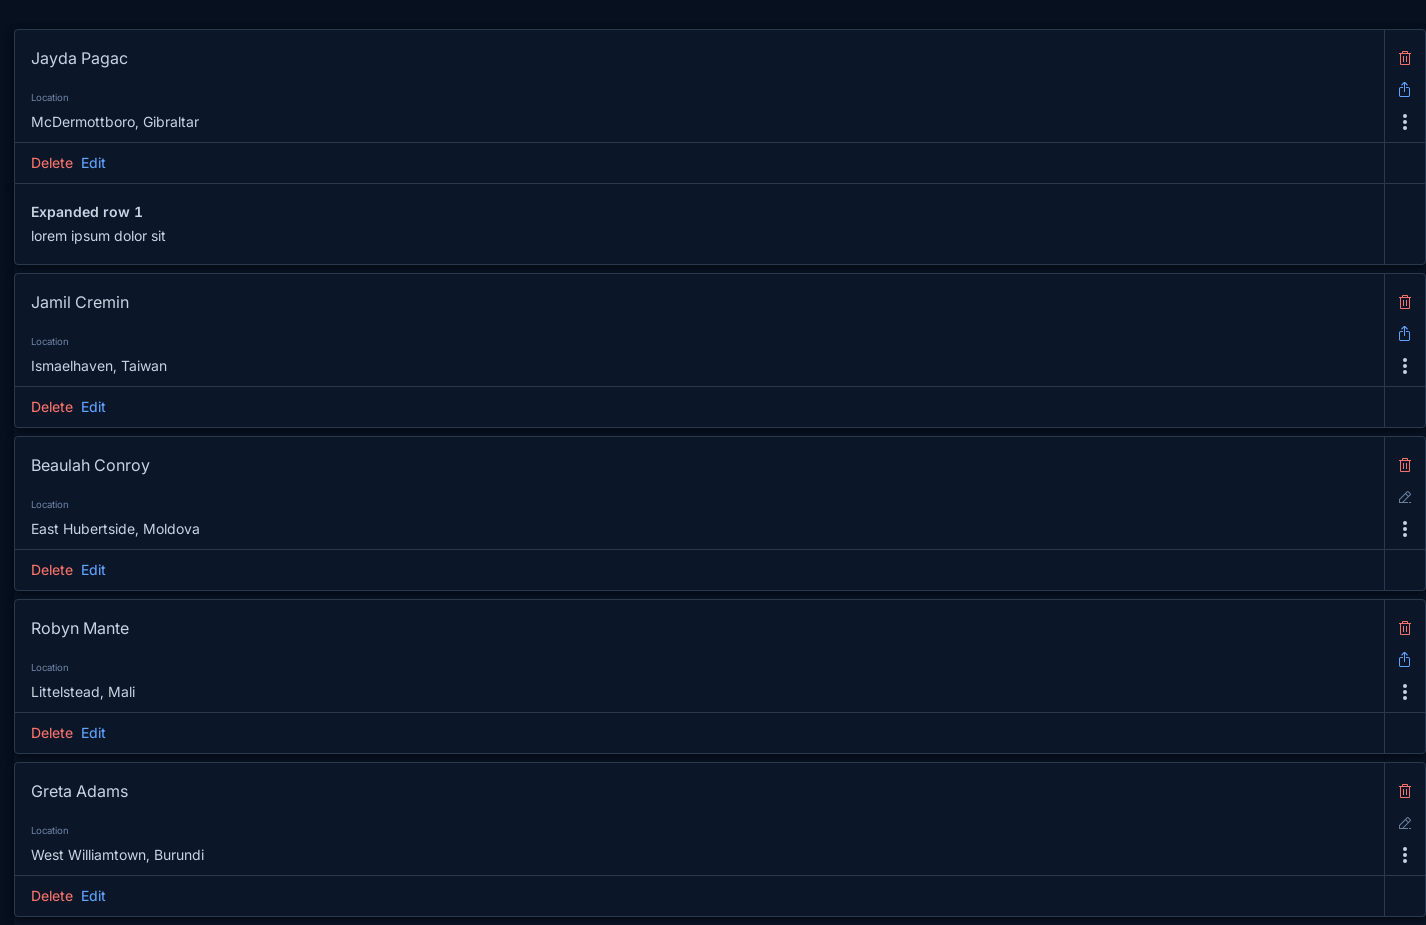 Jayda Pagac
Location
McDermottboro, Gibraltar
Delete Edit
Expanded row 1
lorem ipsum dolor sit
Jamil Cremin
Location
Ismaelhaven, Taiwan
Delete Edit
Beaulah Conroy
Location
East Hubertside, Moldova
Delete Edit
Robyn Mante
Location
Littelstead, Mali
Delete Edit
Greta Adams
Location
West Williamtown, Burundi
Delete Edit